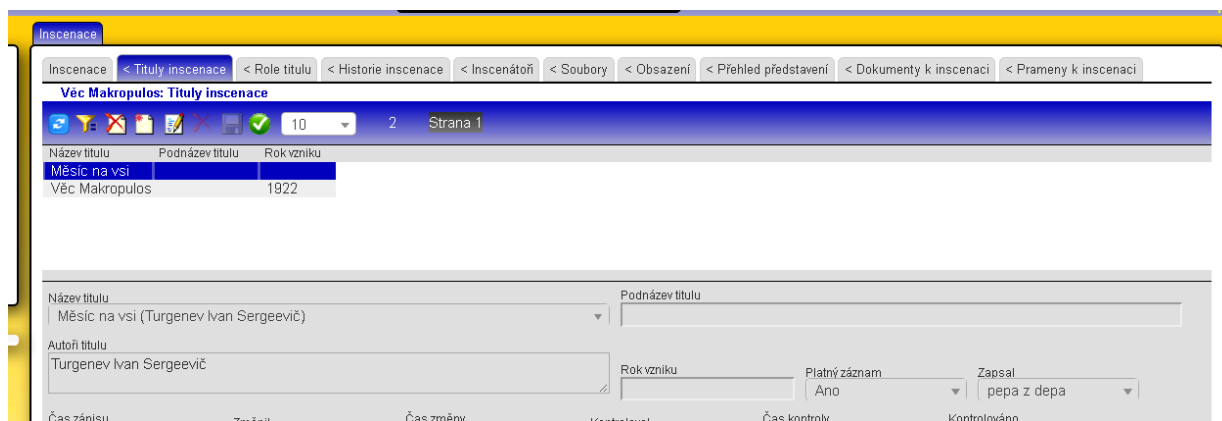 Inscenace
Inscenace < Tituly inscenace < Role titulu < Historie inscenace < Inscenátoři < Soubory < Obsazení < Přehled představení < Dokumenty k inscenaci < Prameny k inscenaci
Věc Makropulos: Tituly inscenace
10 2 Strana 1
Název titulu Podnázev titulu Rok vzniku
Měsíc na vsi
Věc Makropulos 1922
Název titulu Podnázev titulu
Měsíc na vsi (Turgenev Ivan Sergeevič)
Autoři titulu
Turgenev Ivan Sergeevič
Rok vzniku Platný záznam Zapsal
Ano pepa z depa
Čas zápisu Změnil Čas změny Kontroloval Čas kontroly Kontrolováno